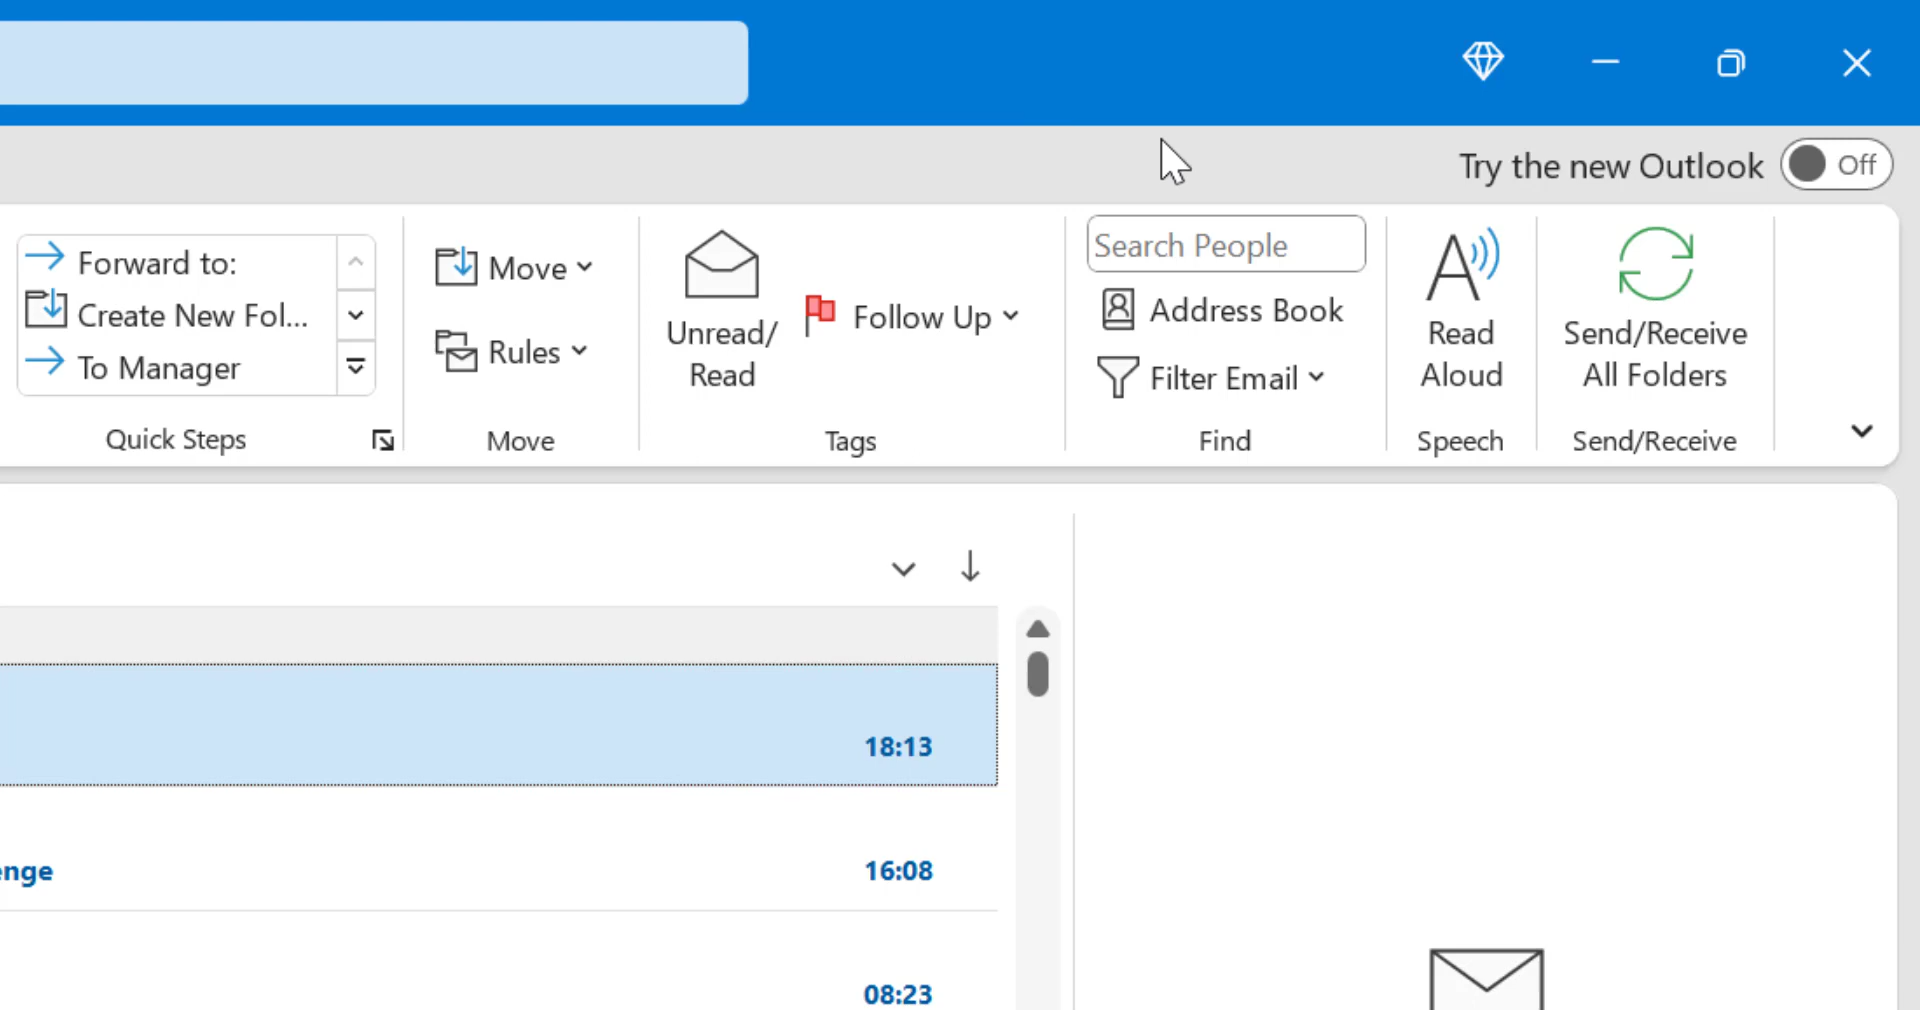 Try the new Outlook Off
Forward to:
Create New Fol...
To Manager
Quick Steps
Move
Rules
Move
Unread/
Read
Follow Up
Tags
Search People
Address Book
Filter Email
Find
Read
Aloud
Speech
Send/Receive
All Folders
Send/Receive
18:13
enge
16:08
08:23